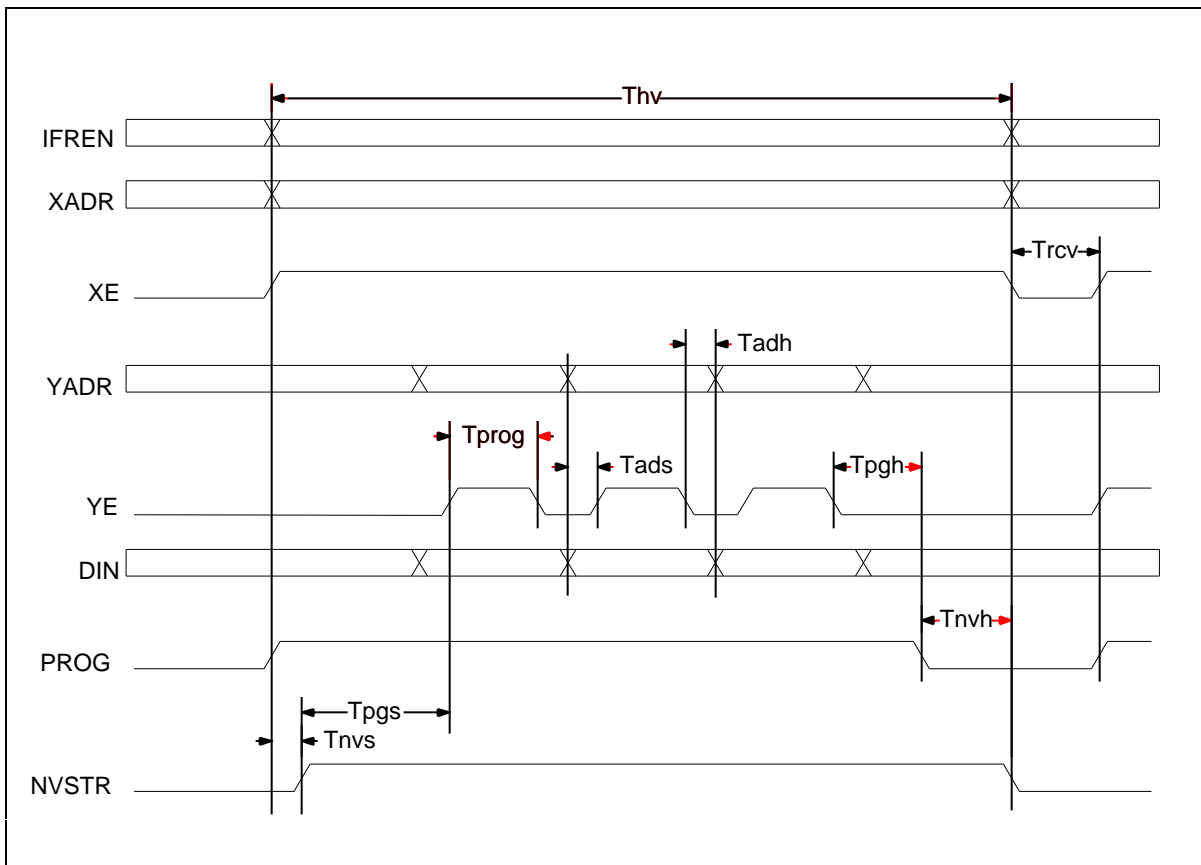 Thv
IFREN
XADR
Trcv
XE
Tadh
YADR
Tprog
Tads
Tpgh
YE
DIN
Tnvh
PROG
Tpgs
Tnvs
NVSTR